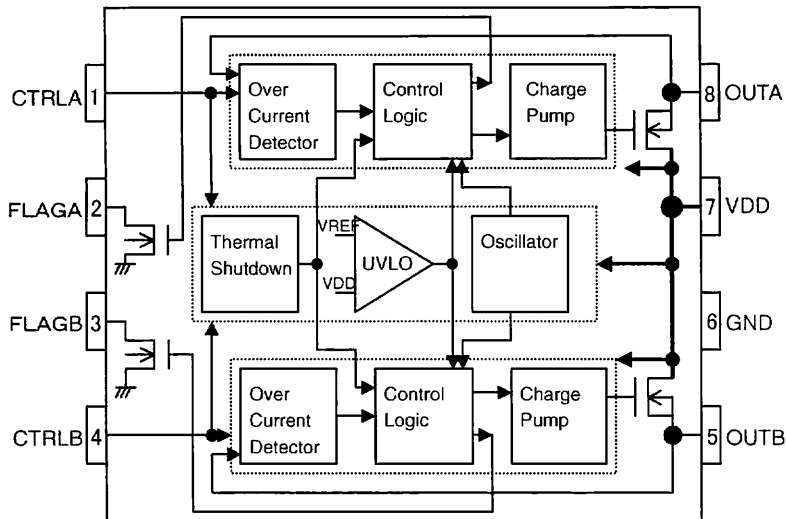 CTRLA 1
FLAGA 2
FLAGB 3
CTRLB 4
Over
Current
Detector
Control
Logic
Charge
Pump
8 OUTA
7 VDD
6 GND
5 OUTB
Thermal
Shutdown
VREF
VDD
UVLO
Oscillator
Over
Current
Detector
Control
Logic
Charge
Pump